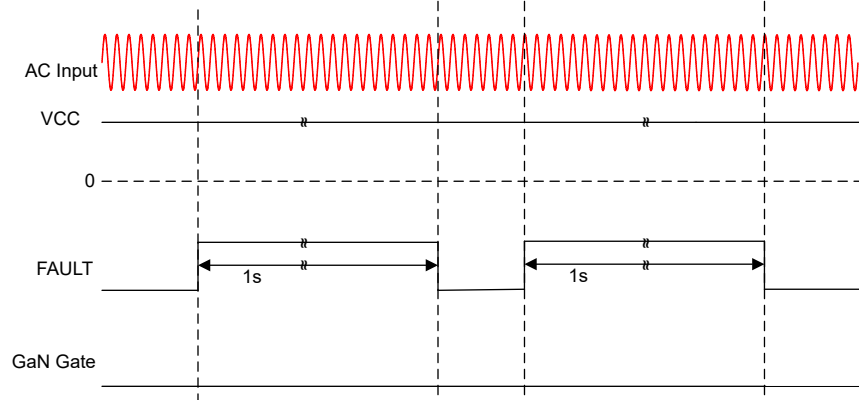 AC Input
VCC
0
FAULT
1s
1s
GaN Gate